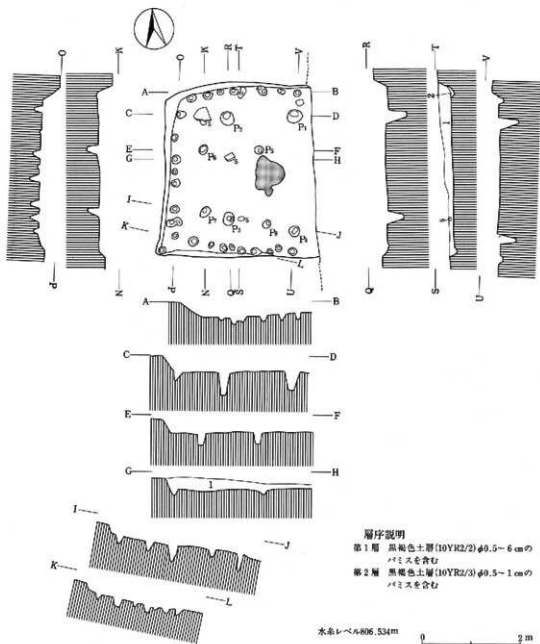 O K R T V
O K R T V
A B
C D
S P2 P1
E P6 P5 F
G S H
I
K P7 P3 S P8 P4 J
L
P N Q S U
P N Q S U
2
1
S
A B
C D
E F
G H
1
I J
K L
層序説明
第1層 黒褐色土層(10YR2/2)φ0.5~6cmの
パミスを含む
第2層 黒褐色土層(10YR2/3)φ0.5~1cmの
パミスを含む
水糸レベル806.534m
0 2m